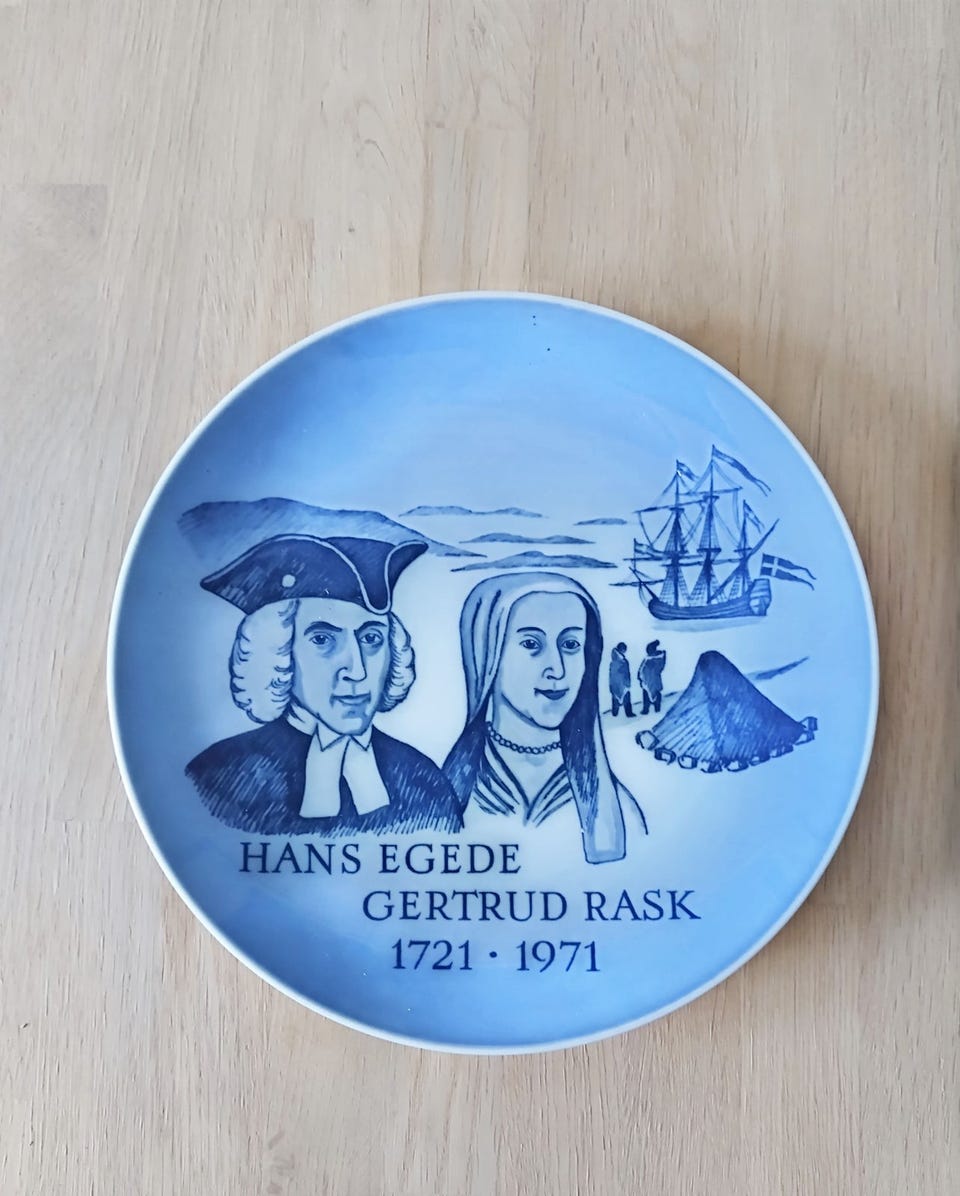 HANS EGEDE
GERTRUD RASK
1721 · 1971